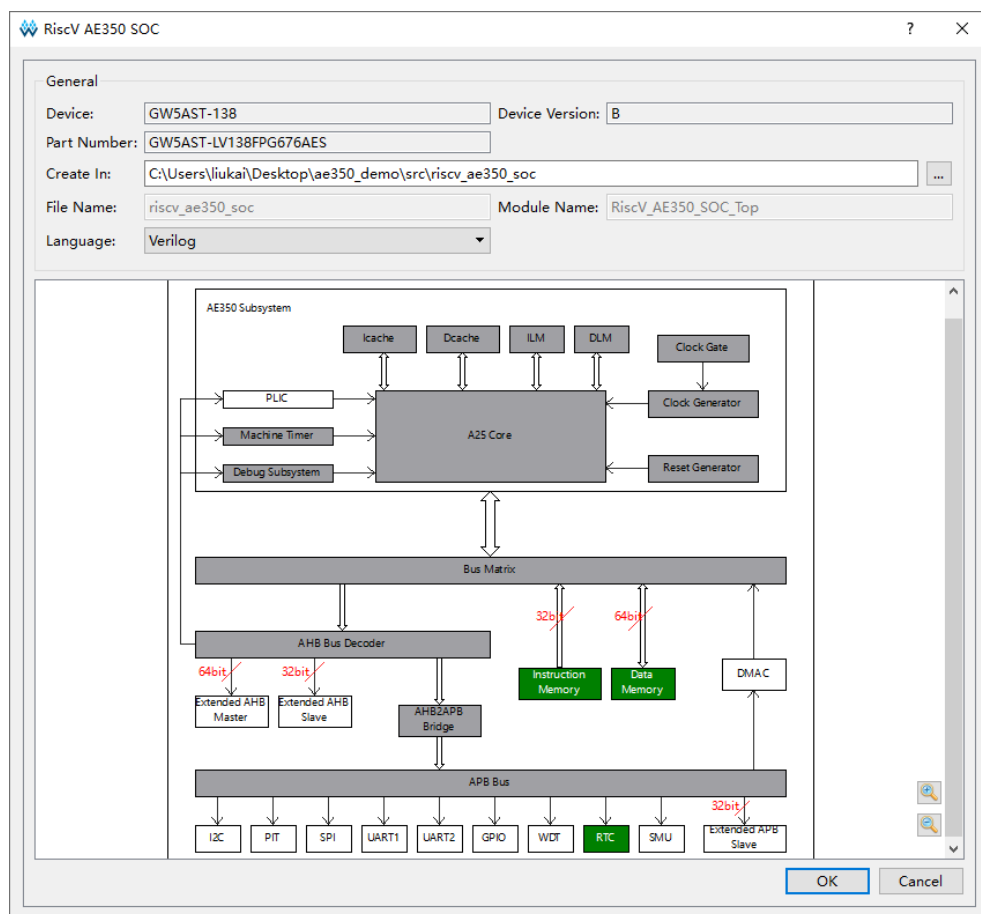 RiscV AE350 SOC
?
General
Device: GW5AST-138 Device Version: B
Part Number: GW5AST-LV138FPG676AES
Create In: C:\Users\liukai\Desktop\ae350_demo\src\riscv_ae350_soc ...
File Name: riscv_ae350_soc Module Name: RiscV_AE350_SOC_Top
Language: Verilog
AE350 Subsystem
Icache Dcache ILM DLM
Clock Gate
PLIC
Clock Generator
Machine Timer
A25 Core
Debug Subsystem
Reset Generator
Bus Matrix
32bit 64bit
AHB Bus Decoder
64bit 32bit
Instruction
Memory
Data
Memory
DMAC
Extended AHB
Master
Extended AHB
Slave
AHB2APB
Bridge
APB Bus
32bit
I2C PIT SPI UART1 UART2 GPIO WDT RTC SMU
Extended APB
Slave
OK Cancel